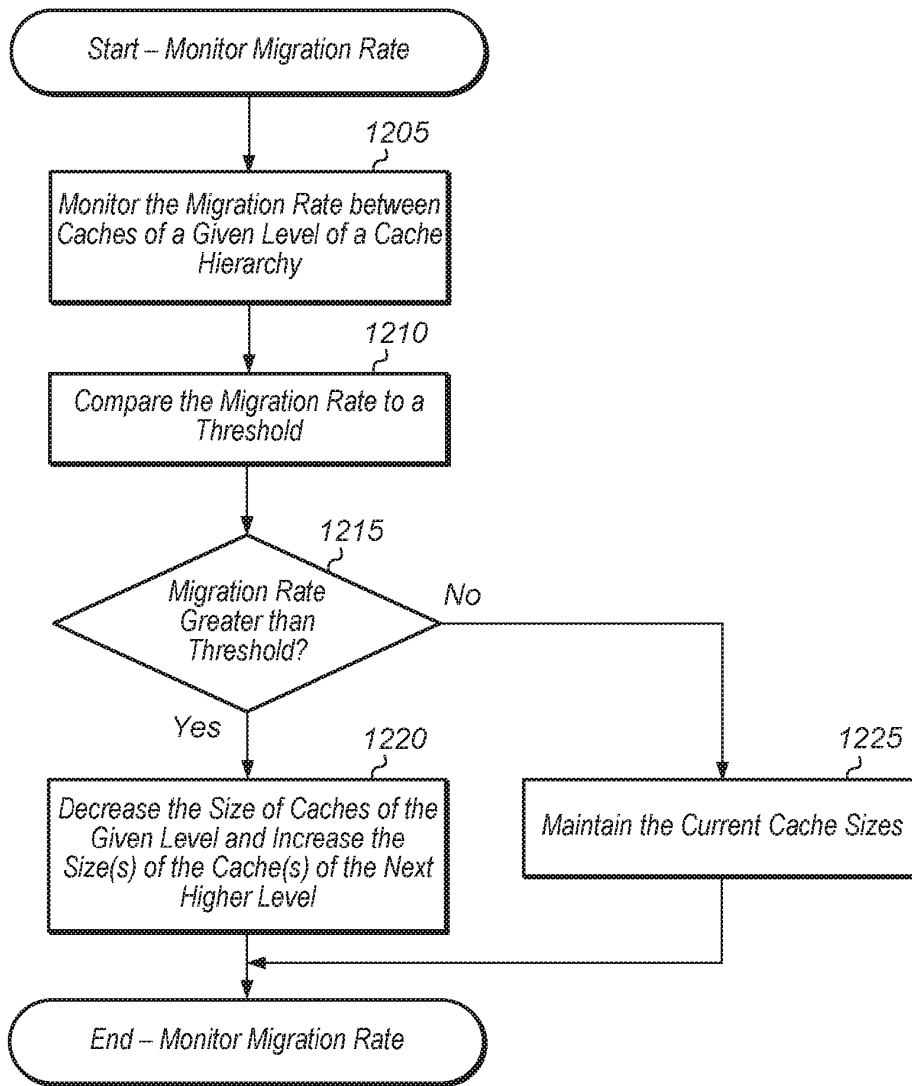 Start – Monitor Migration Rate
1205
Monitor the Migration Rate between
Caches of a Given Level of a Cache
Hierarchy
1210
Compare the Migration Rate to a
Threshold
1215
Migration Rate
Greater than
Threshold?
No
Yes
1220
Decrease the Size of Caches of the
Given Level and Increase the
Size(s) of the Cache(s) of the Next
Higher Level
1225
Maintain the Current Cache Sizes
End – Monitor Migration Rate